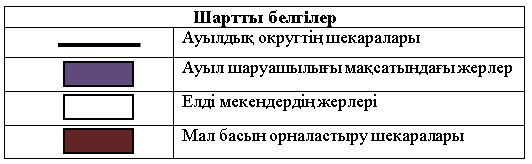 Шартты белгілер
Ауылдық округтің шекаралары
Ауыл шаруашылығы мақсатындағы жерлер
Елді мекендердің жерлері
Мал басын орналастыру шекаралары